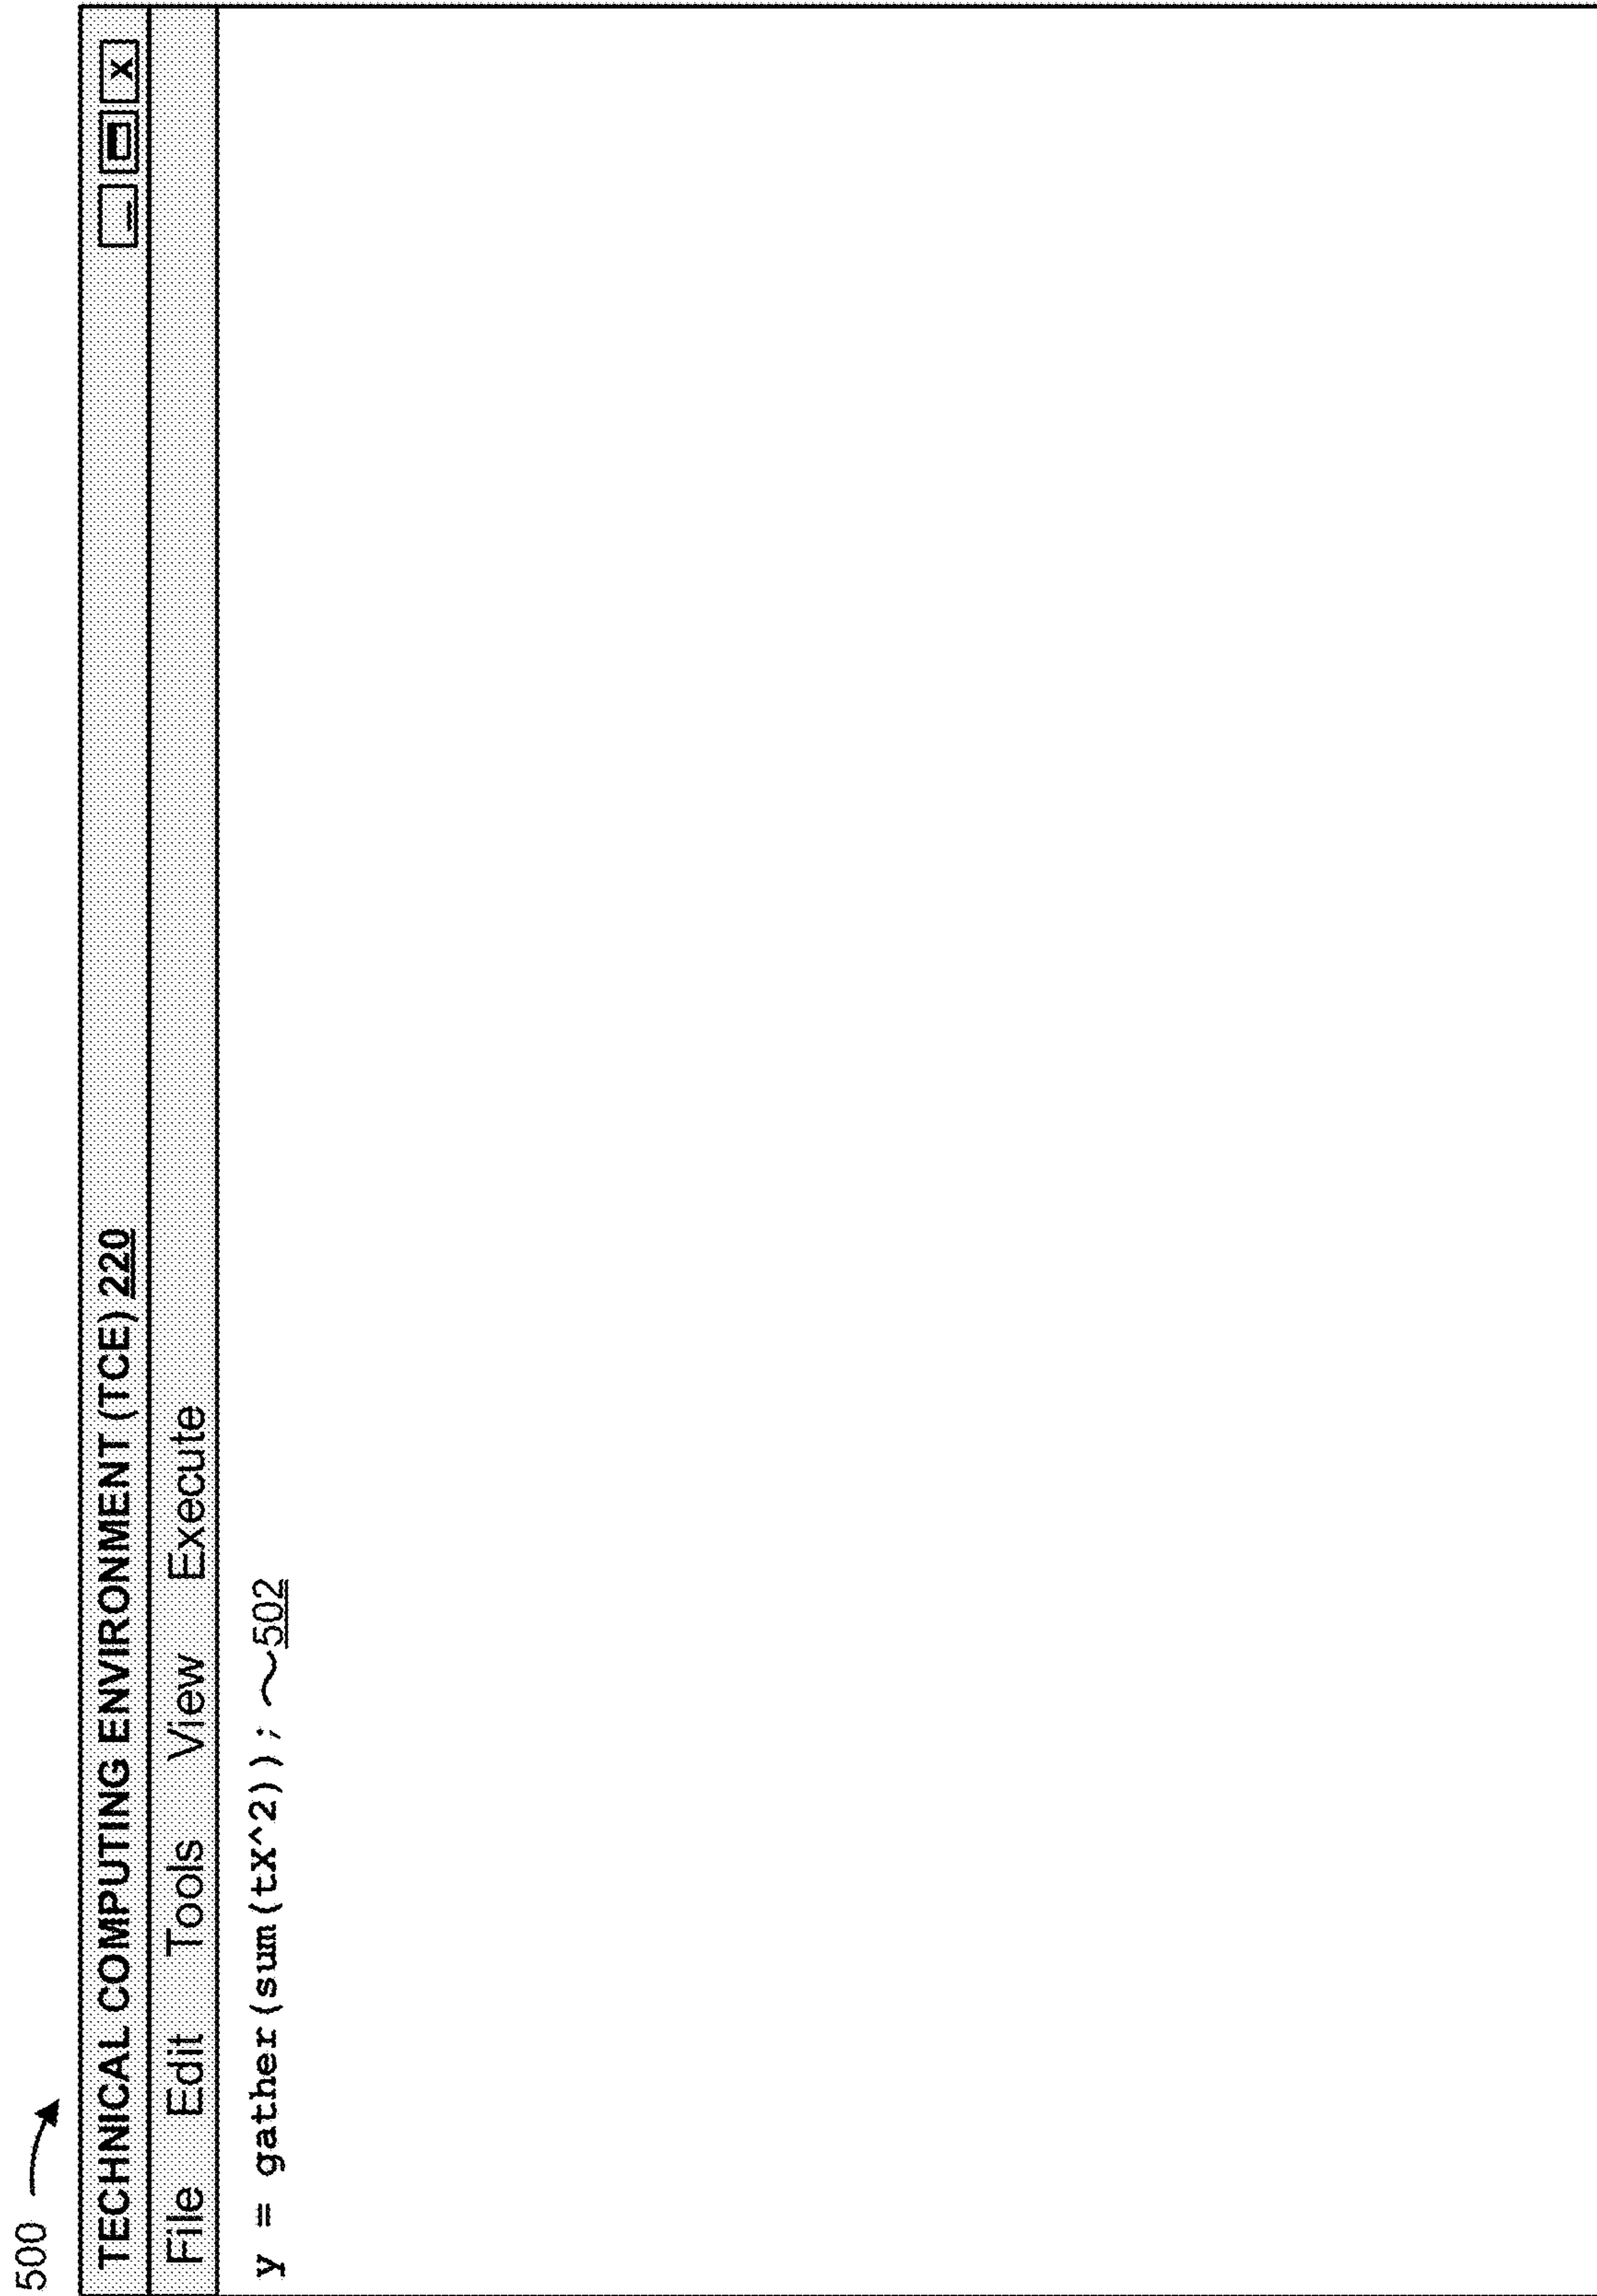 500
TECHNICAL COMPUTING ENVIRONMENT (TCE) 220
File Edit Tools View Execute
y = gather(sum(tX^2)); 502